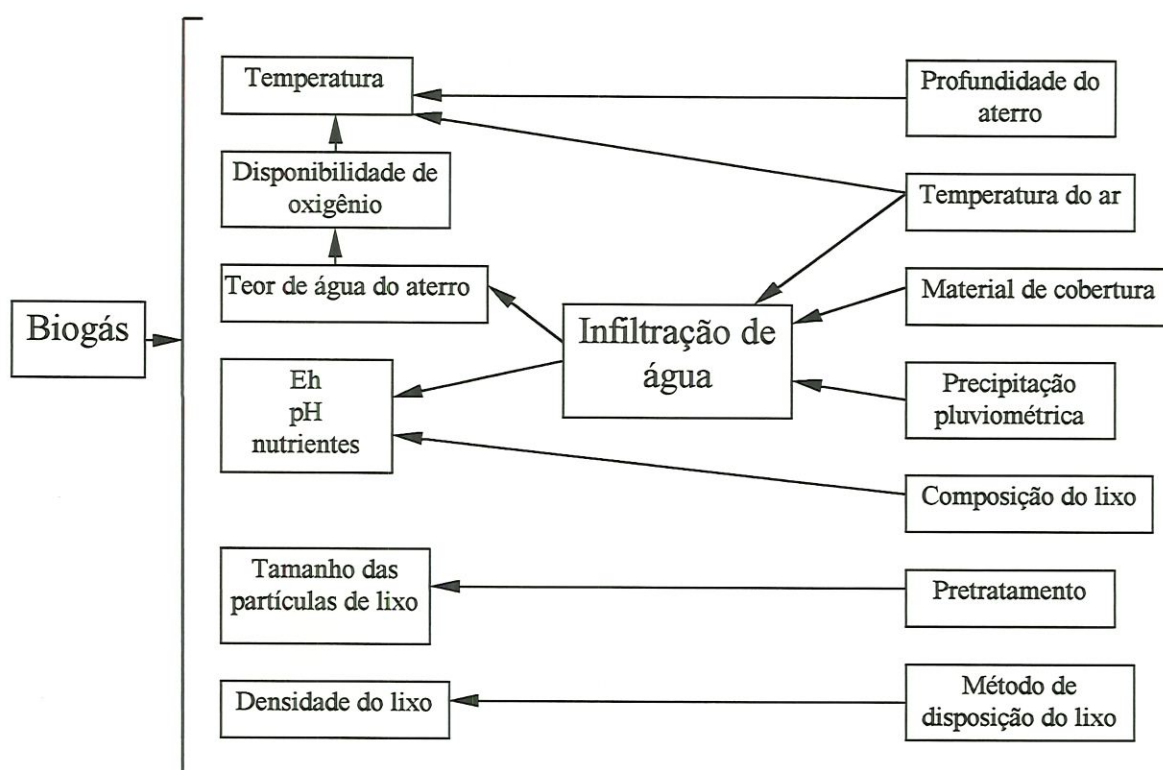 Biogás
Temperatura
Disponibilidade de
oxigênio
Teor de água do aterro
Eh
pH
nutrientes
Tamanho das
partículas de lixo
Densidade do lixo
Infiltração de
água
Profundidade do
aterro
Temperatura do ar
Material de cobertura
Precipitação
pluviométrica
Composição do lixo
Pretratamento
Método de
disposição do lixo